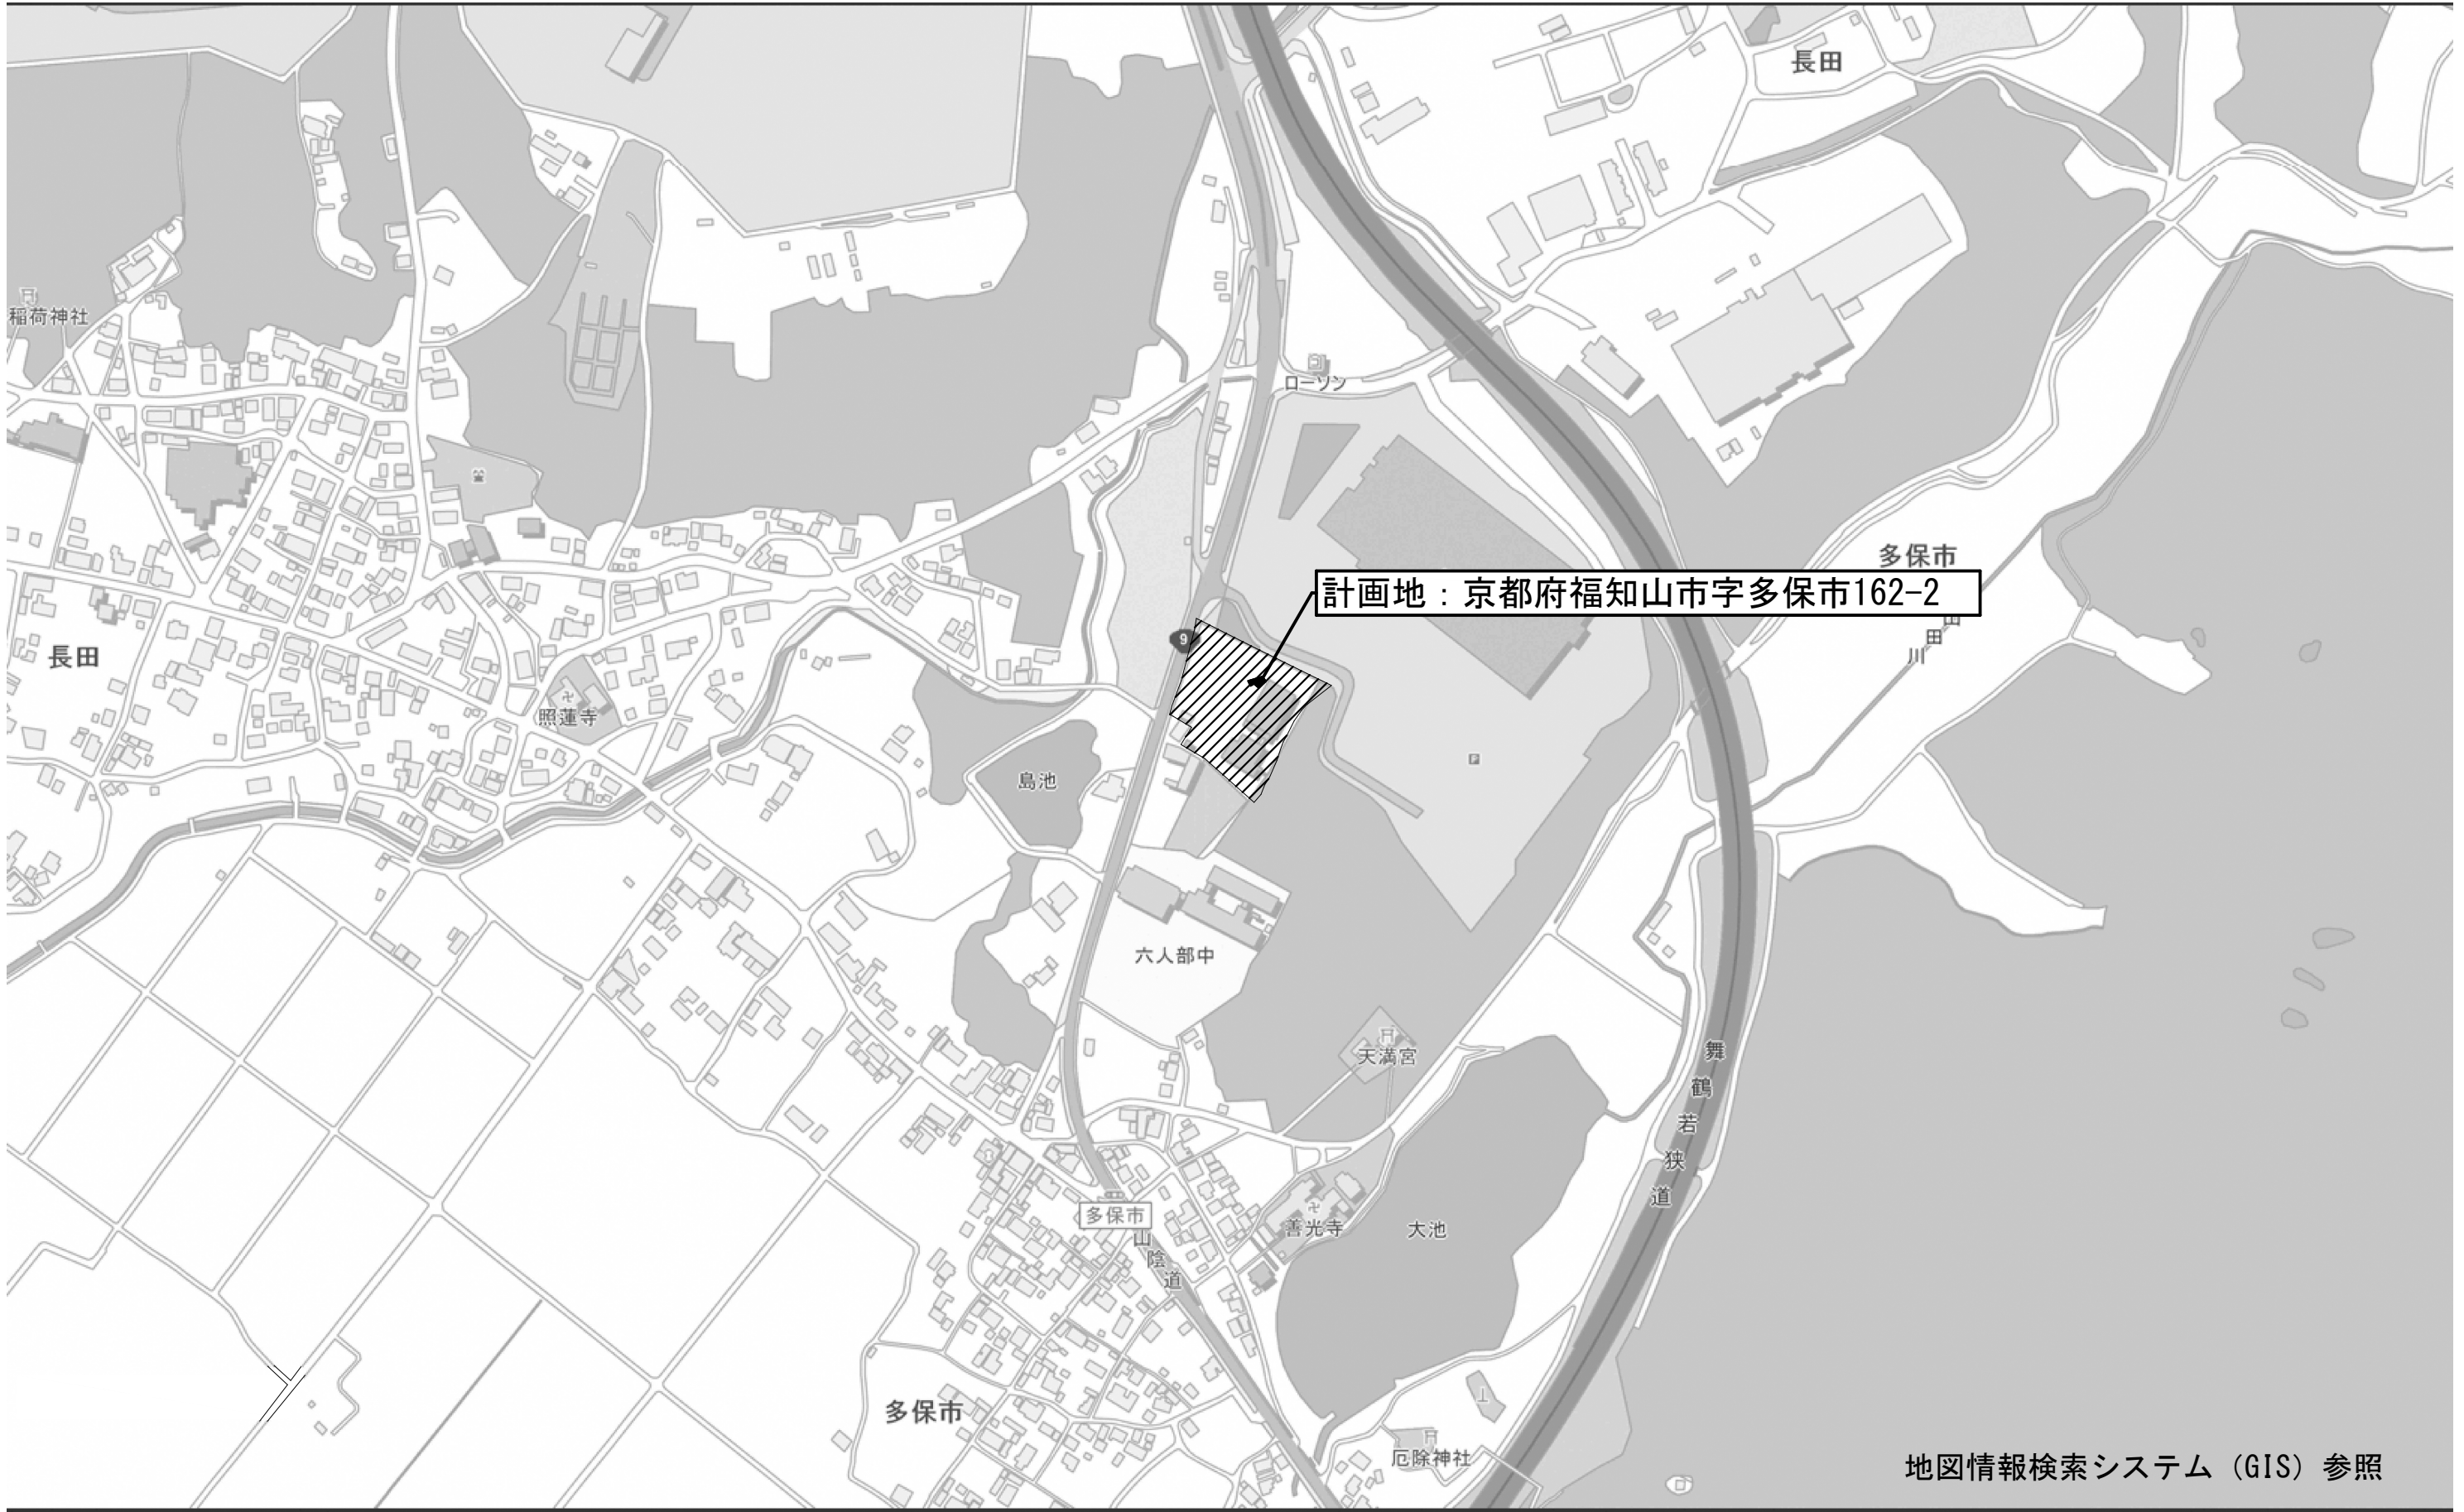 長田
稲荷神社
ローソン
多保市
計画地：京都府福知山市字多保市162-2
9
田
田
川
長田
照蓮寺
島池
P
六人部中
天満宮
舞
鶴
若
狭
道
多保市
山
陰
道
善光寺
大池
多保市
厄除神社
地図情報検索システム（GIS）参照